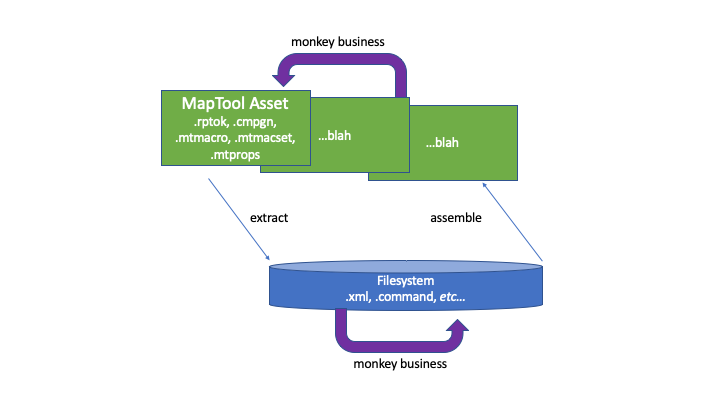 monkey business
MapTool Asset
.rptok, .cmpgn,
.mtmacro, .mtmacset,
.mtprops
...blah
...blah
extract
assemble
Filesystem
.xml, .command, etc...
monkey business